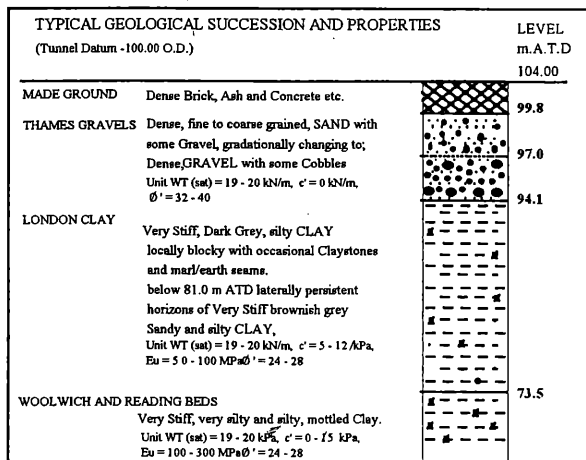 TYPICAL GEOLOGICAL SUCCESSION AND PROPERTIES
(Tunnel Datum -100.00 O.D.)
LEVEL
m.A.T.D
104.00
MADE GROUND Dense Brick, Ash and Concrete etc.
99.8
THAMES GRAVELS Dense, fine to coarse grained, SAND with
some Gravel, gradationally changing to;
Dense,GRAVEL with some Cobbles
97.0
Unit WT (sat) = 19 - 20 kN/m, c' = 0 kN/m,
Ø' = 32 - 40
94.1
LONDON CLAY
Very Stiff, Dark Grey, silty CLAY
locally blocky with occasional Claystones
and marl/earth seams.
below 81.0 m ATD laterally persistent
horizons of Very Stiff brownish grey
Sandy and silty CLAY,
Unit WT (sat) = 19 - 20 kN/m, c' = 5 - 12 /kPa,
Eu = 50 - 100 MPaØ' = 24 - 28
73.5
WOOLWICH AND READING BEDS
Very Stiff, very silty and silty, mottled Clay.
Unit WT (sat) = 19 - 20 kPa, c' = 0 - 15 kPa,
Eu = 100 - 300 MPaØ' = 24 - 28